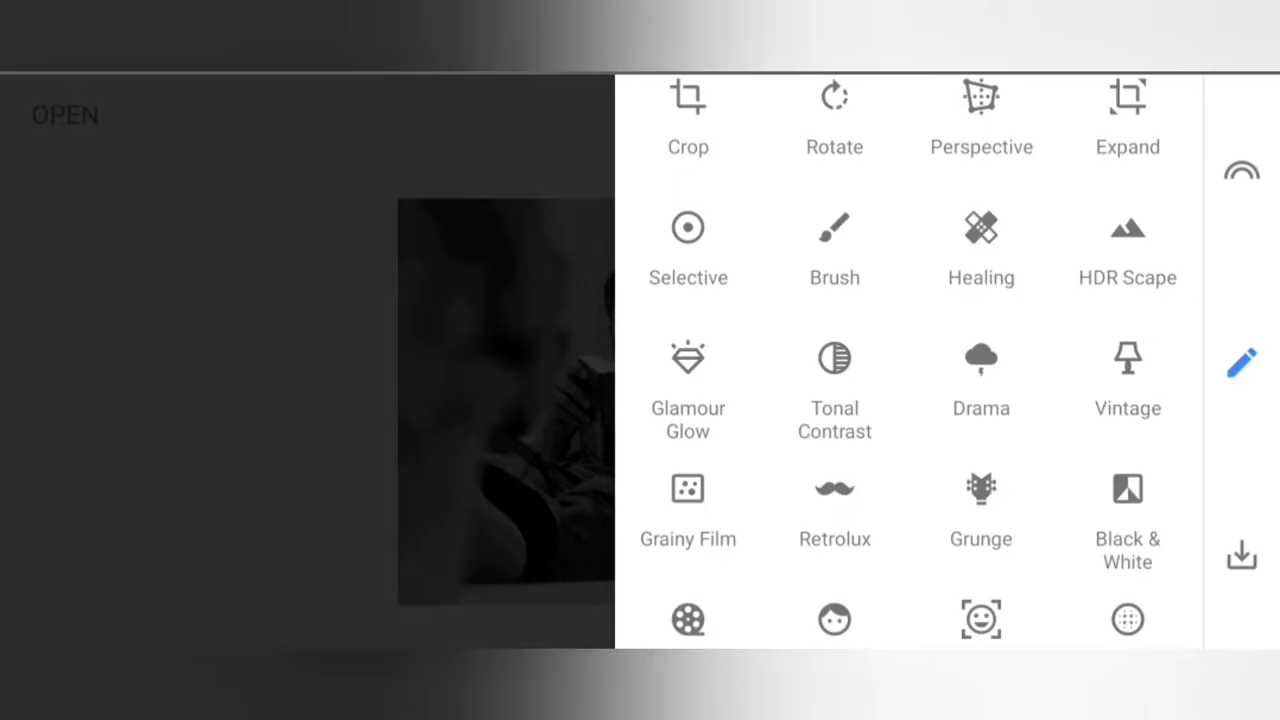 OPEN
Crop
Rotate
Perspective
Expand
Selective
Brush
Healing
HDR Scape
Glamour
Glow
Tonal
Contrast
Drama
Vintage
Grainy Film
Retrolux
Grunge
Black &
White